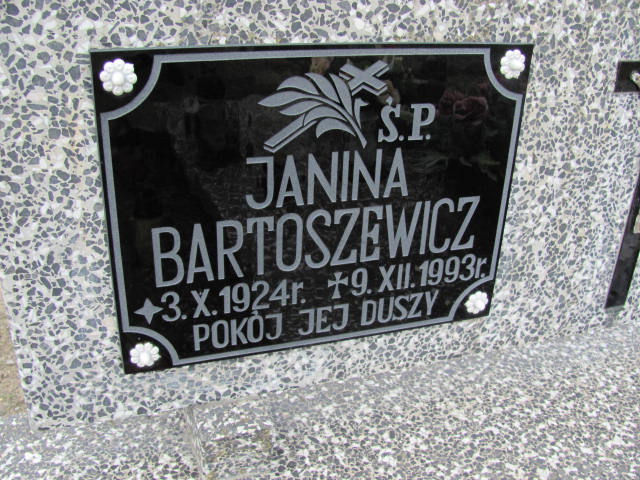 Ś.P.
JANINA
BARTOSZEWICZ
3.X.1924r. ✝9.XII.1993r.
POKÓJ JEJ DUSZY